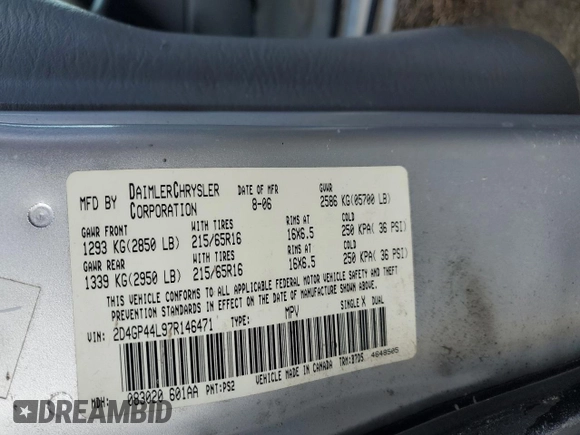 MFD BY DAIMLERCHRYSLER CORPORATION
DATE OF MFR 8-06
GVWR 2586 KG(05700 LB)
GAWR FRONT WITH TIRES RIMS AT COLD
1293 KG(2850 LB) 215/65R16 16X6.5 250 KPA( 36 PSI)
GAWR REAR WITH TIRES RIMS AT COLD
1339 KG(2950 LB) 215/65R16 16X6.5 250 KPA( 36 PSI)
THIS VEHICLE CONFORMS TO ALL APPLICABLE FEDERAL MOTOR VEHICLE SAFETY AND THEFT
PREVENTION STANDARDS IN EFFECT ON THE DATE OF MANUFACTURE SHOWN ABOVE.
VIN: 2D4GP44L97R146471 TYPE: MPV SINGLE X DUAL
MDH: 083020 601AA PNT:PS2 VEHICLE MADE IN CANADA TRM:B7DS 4648505
DREAMBID